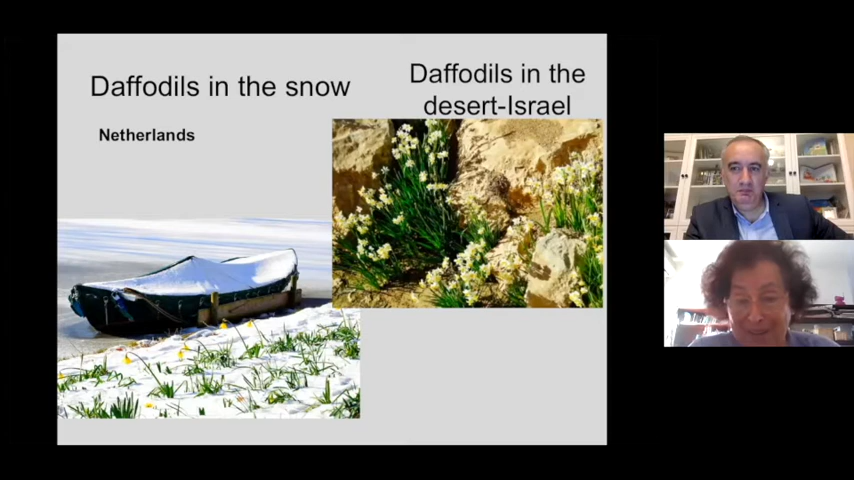 Daffodils in the snow
Netherlands
Daffodils in the
desert-Israel